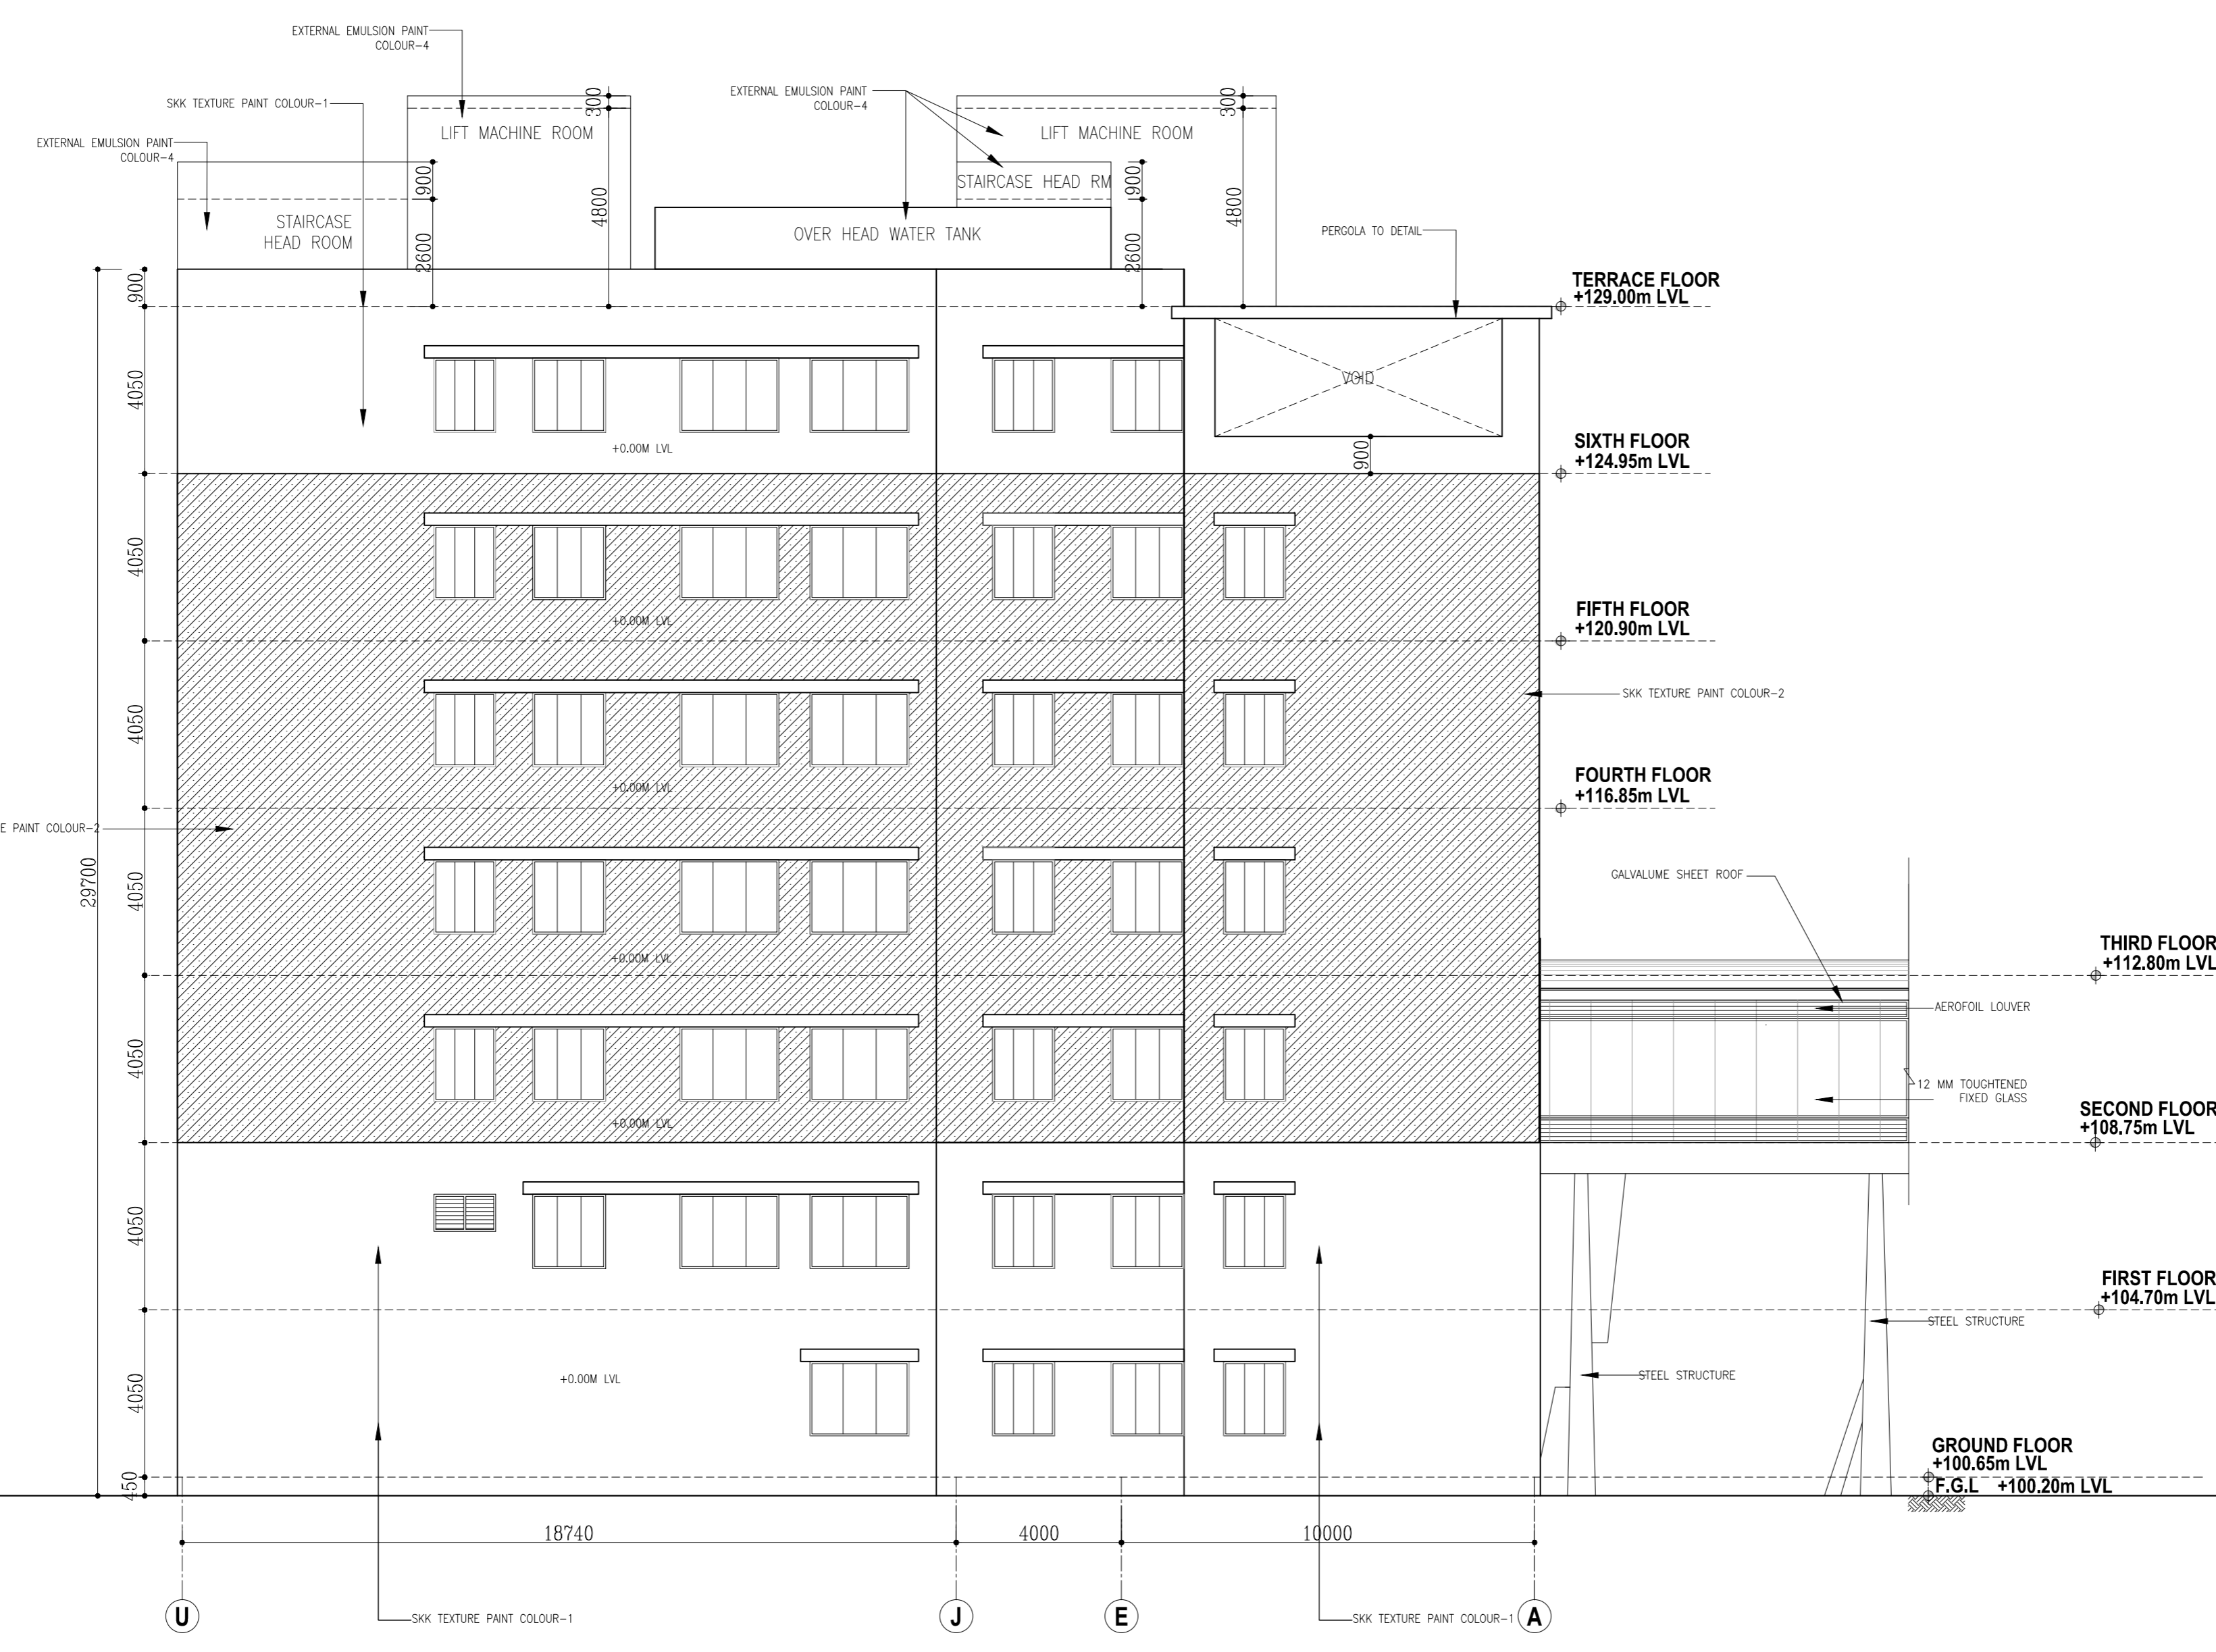 EXTERNAL EMULSION PAINT
COLOUR-4
SKK TEXTURE PAINT COLOUR-1
EXTERNAL EMULSION PAINT
COLOUR-4
EXTERNAL EMULSION PAINT
COLOUR-4
300
300
LIFT MACHINE ROOM
LIFT MACHINE ROOM
900
STAIRCASE HEAD RM
900
4800
4800
STAIRCASE
HEAD ROOM
OVER HEAD WATER TANK
PERGOLA TO DETAIL
2600
2600
900
TERRACE FLOOR
+129.00m LVL
4050
VOID
+0.00M LVL
900
SIXTH FLOOR
+124.95m LVL
4050
+0.00M LVL
FIFTH FLOOR
+120.90m LVL
4050
SKK TEXTURE PAINT COLOUR-2
+0.00M LVL
FOURTH FLOOR
+116.85m LVL
E PAINT COLOUR-2
29700
4050
GALVALUME SHEET ROOF
+0.00M LVL
THIRD FLOOR
+112.80m LVL
AEROFOIL LOUVER
4050
12 MM TOUGHTENED
FIXED GLASS
+0.00M LVL
SECOND FLOOR
+108.75m LVL
4050
FIRST FLOOR
+104.70m LVL
STEEL STRUCTURE
4050
+0.00M LVL
STEEL STRUCTURE
GROUND FLOOR
+100.65m LVL
450
F.G.L +100.20m LVL
18740
4000
10000
U
J
E
A
SKK TEXTURE PAINT COLOUR-1
SKK TEXTURE PAINT COLOUR-1